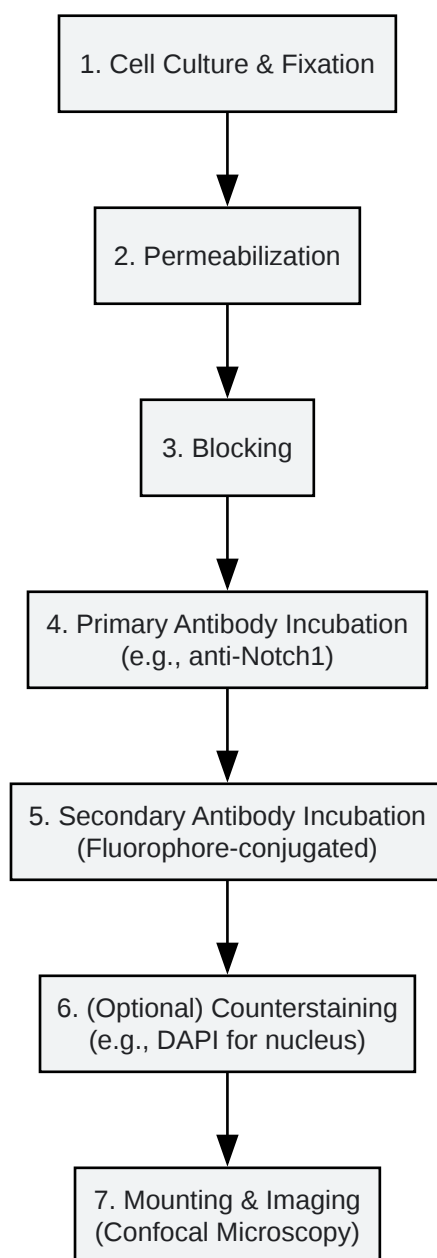 1. Cell Culture & Fixation
2. Permeabilization
3. Blocking
4. Primary Antibody Incubation
(e.g., anti-Notch1)
5. Secondary Antibody Incubation
(Fluorophore-conjugated)
6. (Optional) Counterstaining
(e.g., DAPI for nucleus)
7. Mounting & Imaging
(Confocal Microscopy)